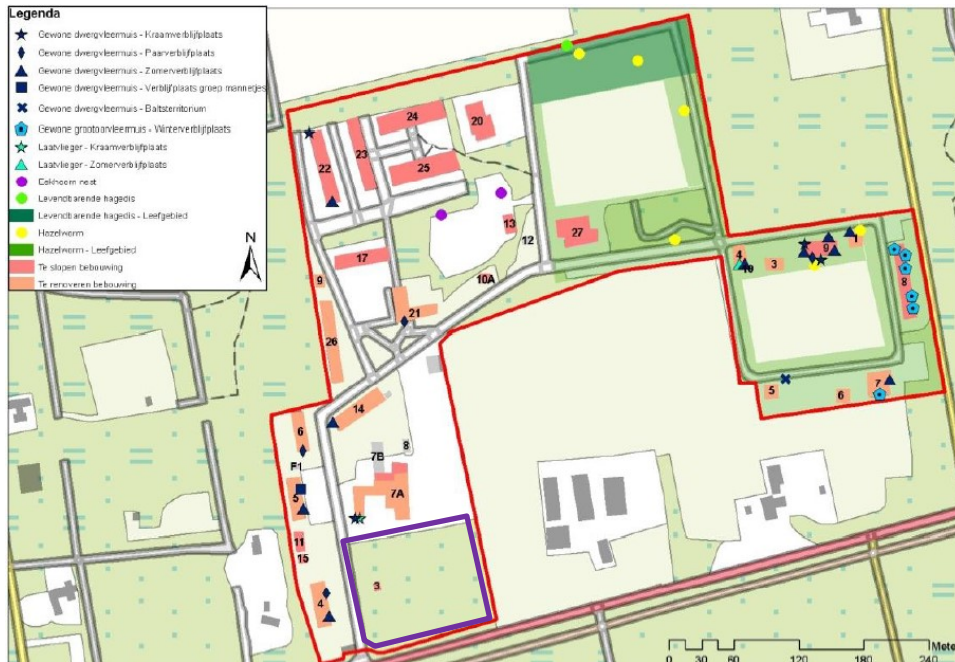 Legenda
Gewone dwergvleermuis - Kraamverblijfplaats
Gewone dwergvleermuis - Paarverblijfplaats
Gewone dwergvleermuis - Zomerverblijfplaats
Gewone dwergvleermuis - Verblijfplaats groep mannetjes
Gewone dwergvleermuis - Baltsterritorium
Gewone grootoorvleermuis - Winterverblijfplaats
Laatvlieger - Kraamverblijfplaats
Laatvlieger - Zomerverblijfplaats
Eekhoorn nest
Levendbarende hagedis
Levendbarende hagedis - Leefgebied
Hazelworm
Hazelworm - Leefgebied
Te slopen bebouwing
Te renoveren bebouwing
N
24
20
23
22
25
13
27
12
17
10A
9
21
26
4
3
9
1
8
5
6
7
14
6
8
7B
F1
5
7A
11
15
3
4
Meter
0 30 60 120 180 240